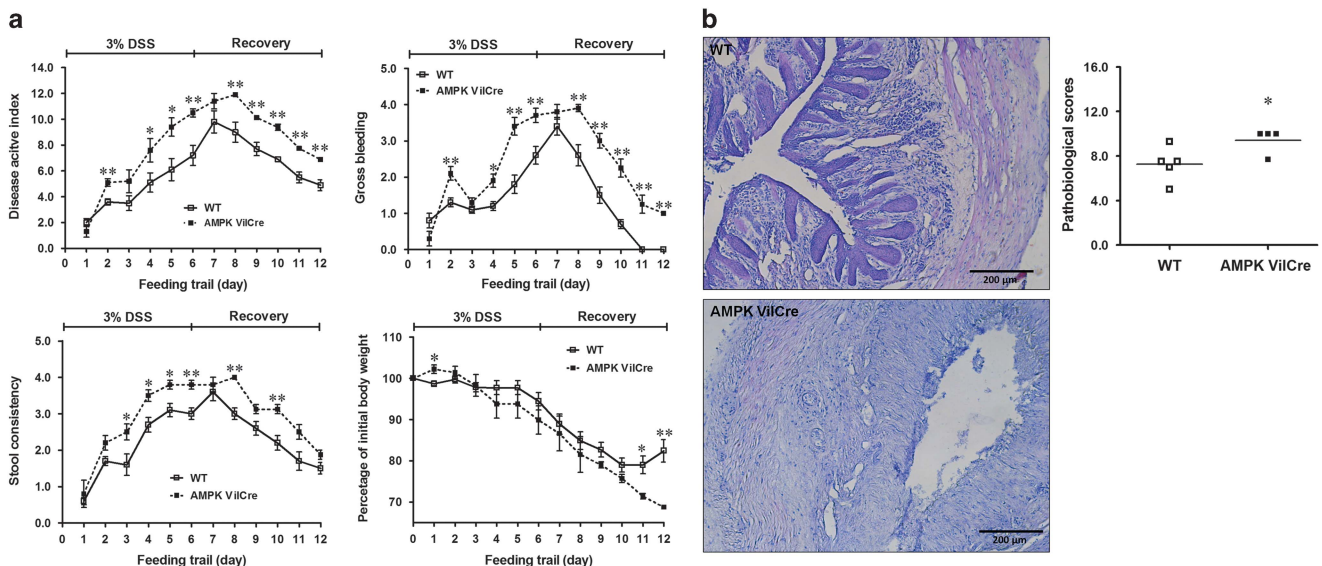 a
3% DSS Recovery
Disease acitve index
14.0
12.0
10.0
8.0
6.0
4.0
2.0
0.0
** * * ** ** ** ** ** **
WT
AMPK VilCre
0 1 2 3 4 5 6 7 8 9 10 11 12
Feeding trail (day)
3% DSS Recovery
Gross bleeding
5.0
4.0
3.0
2.0
1.0
0.0
WT
AMPK VilCre
** * ** ** ** ** ** ** **
0 1 2 3 4 5 6 7 8 9 10 11 12
Feeding trail (day)
3% DSS Recovery
Stool consistency
5.0
4.0
3.0
2.0
1.0
0.0
* * * ** ** **
WT
AMPK VilCre
0 1 2 3 4 5 6 7 8 9 10 11 12
Feeding trail (day)
3% DSS Recovery
Percetage of initial body weight
110
100
90
80
70
WT
AMPK VilCre
* * **
0 1 2 3 4 5 6 7 8 9 10 11 12
Feeding trail (day)
b
WT
200 µm
AMPK VilCre
200 µm
Pathobiological scores
16.0
12.0
8.0
4.0
0.0
*
WT AMPK VilCre